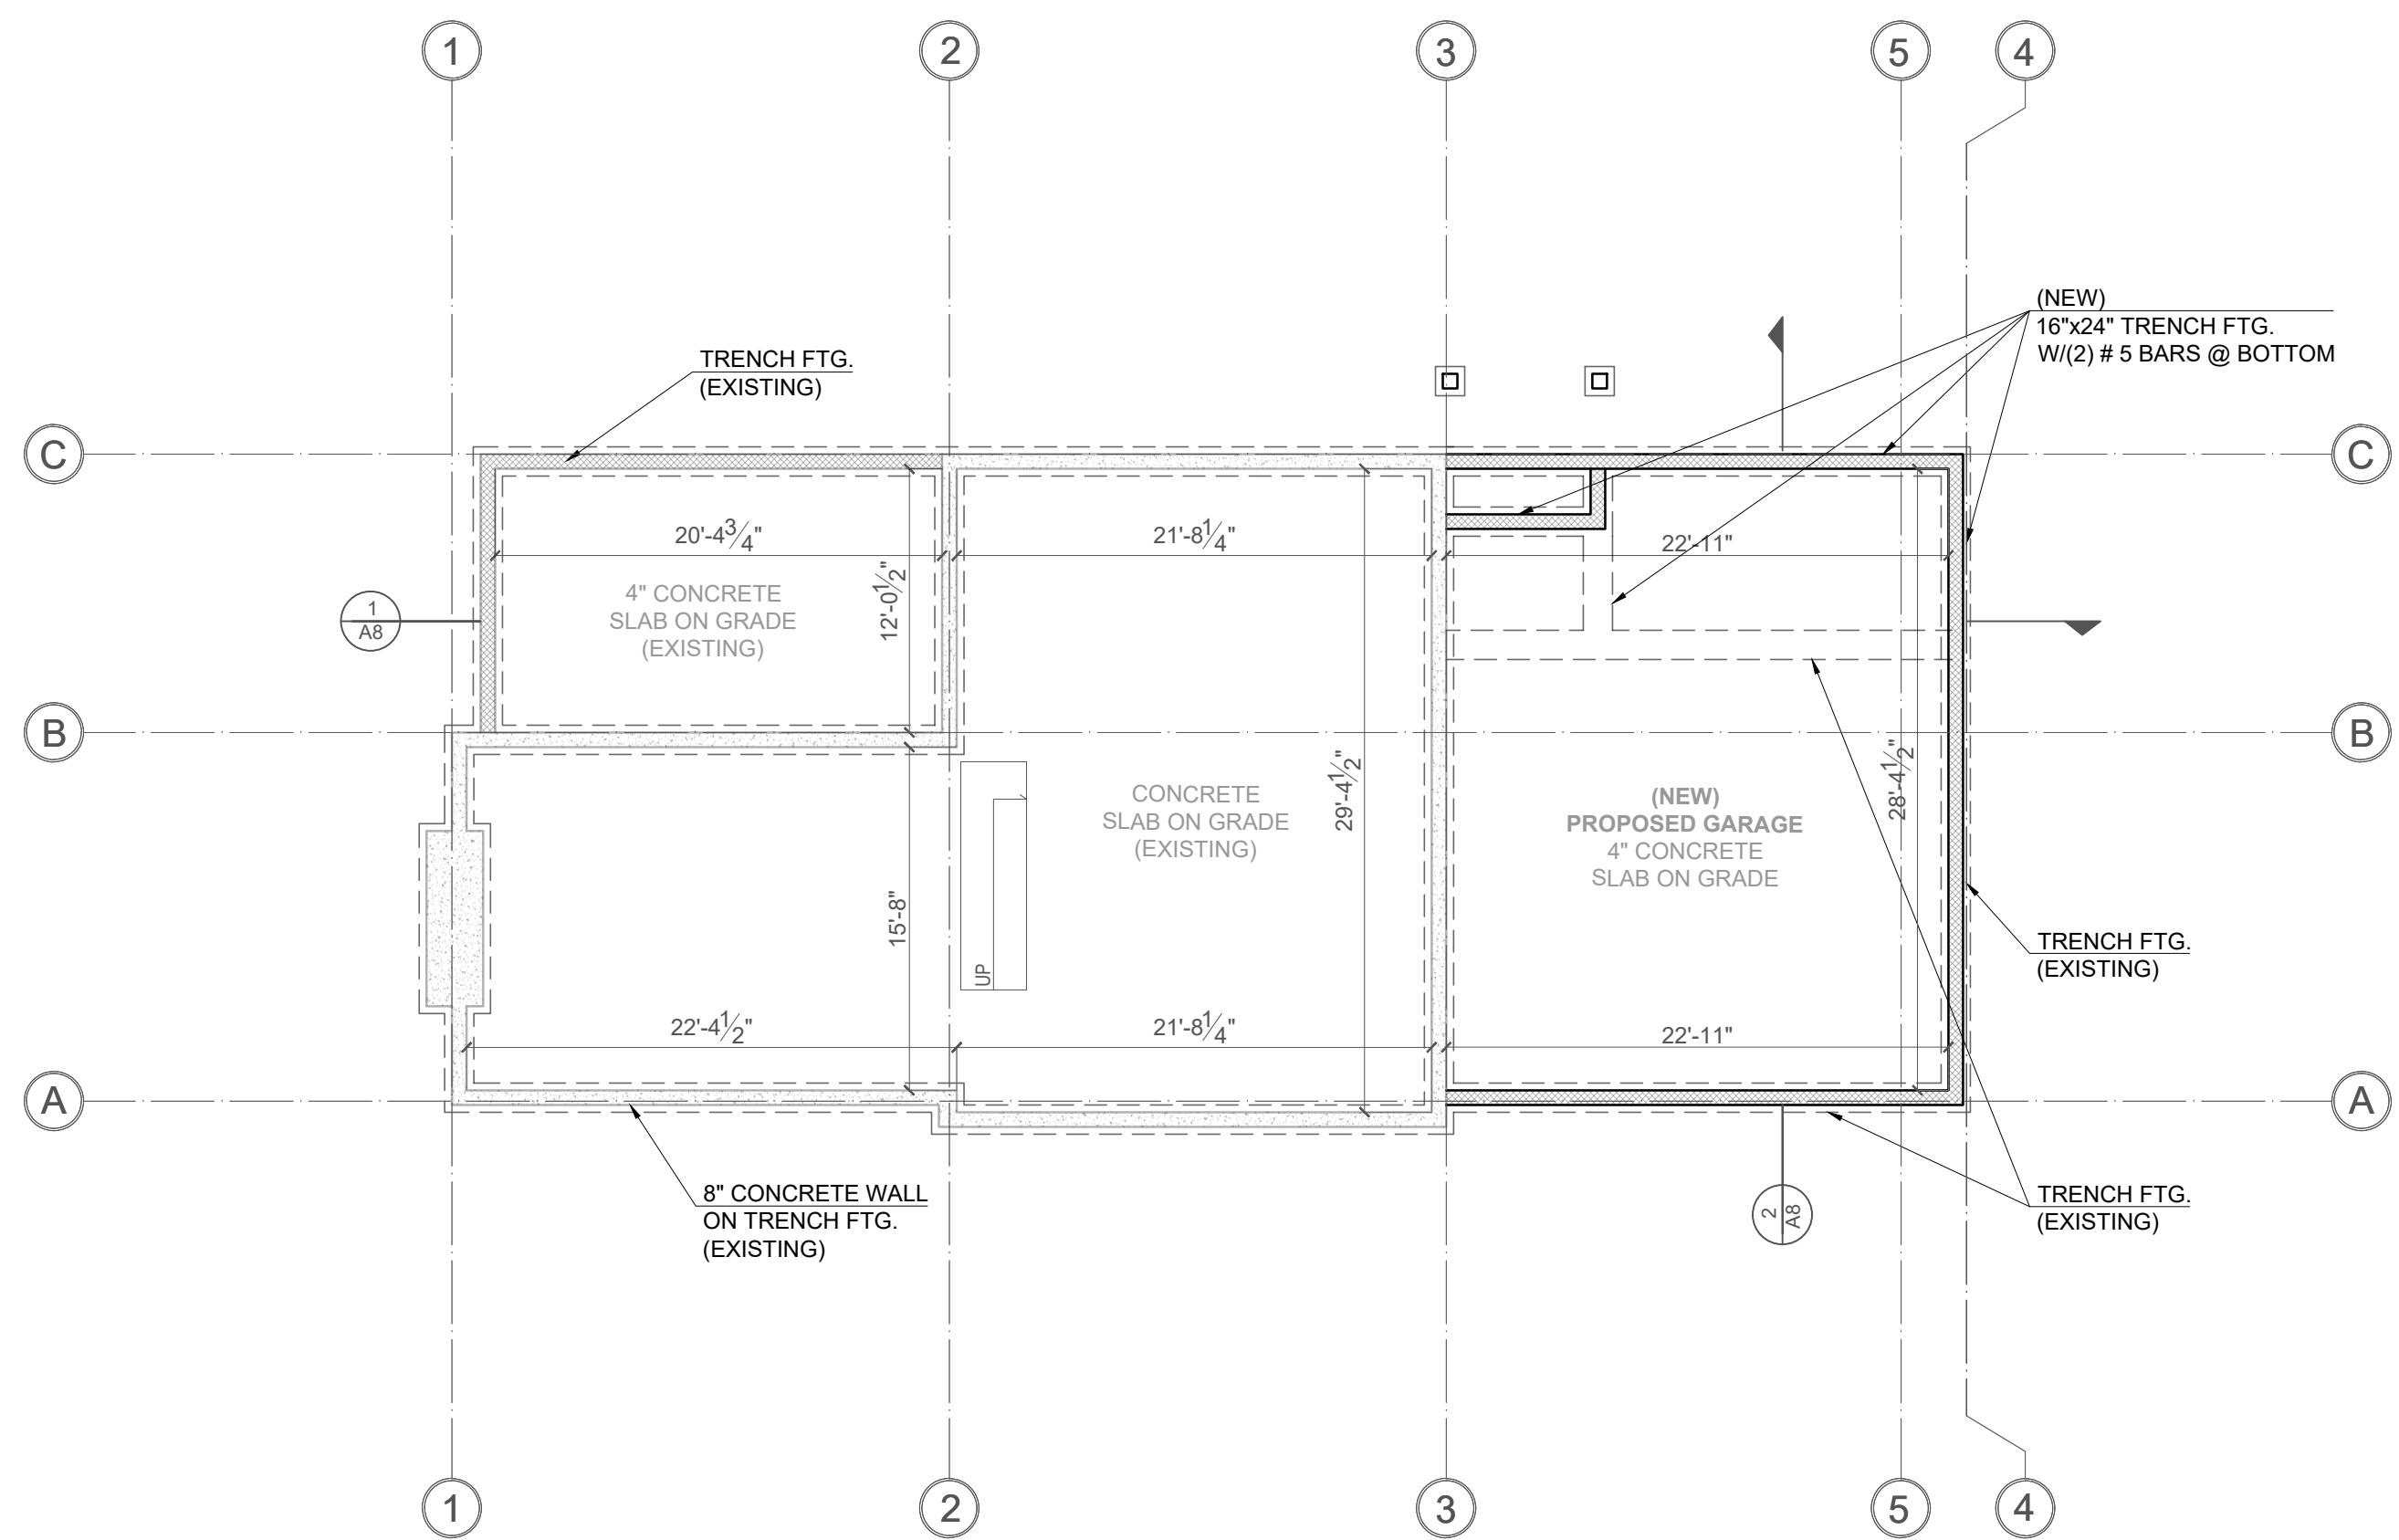 1
2
3
5
4
(NEW)
16"x24" TRENCH FTG.
W/(2) # 5 BARS @ BOTTOM
TRENCH FTG.
(EXISTING)
C
C
20'-4 3/4"
21'-8 1/4"
22'-11"
12'-0 1/2"
4" CONCRETE
SLAB ON GRADE
(EXISTING)
1
A8
B
B
29'-4 1/2"
28'-4 1/2"
CONCRETE
SLAB ON GRADE
(EXISTING)
(NEW)
PROPOSED GARAGE
4" CONCRETE
SLAB ON GRADE
15'-8"
UP
TRENCH FTG.
(EXISTING)
22'-4 1/2"
21'-8 1/4"
22'-11"
A
A
8" CONCRETE WALL
ON TRENCH FTG.
(EXISTING)
2
A8
TRENCH FTG.
(EXISTING)
1
2
3
5
4